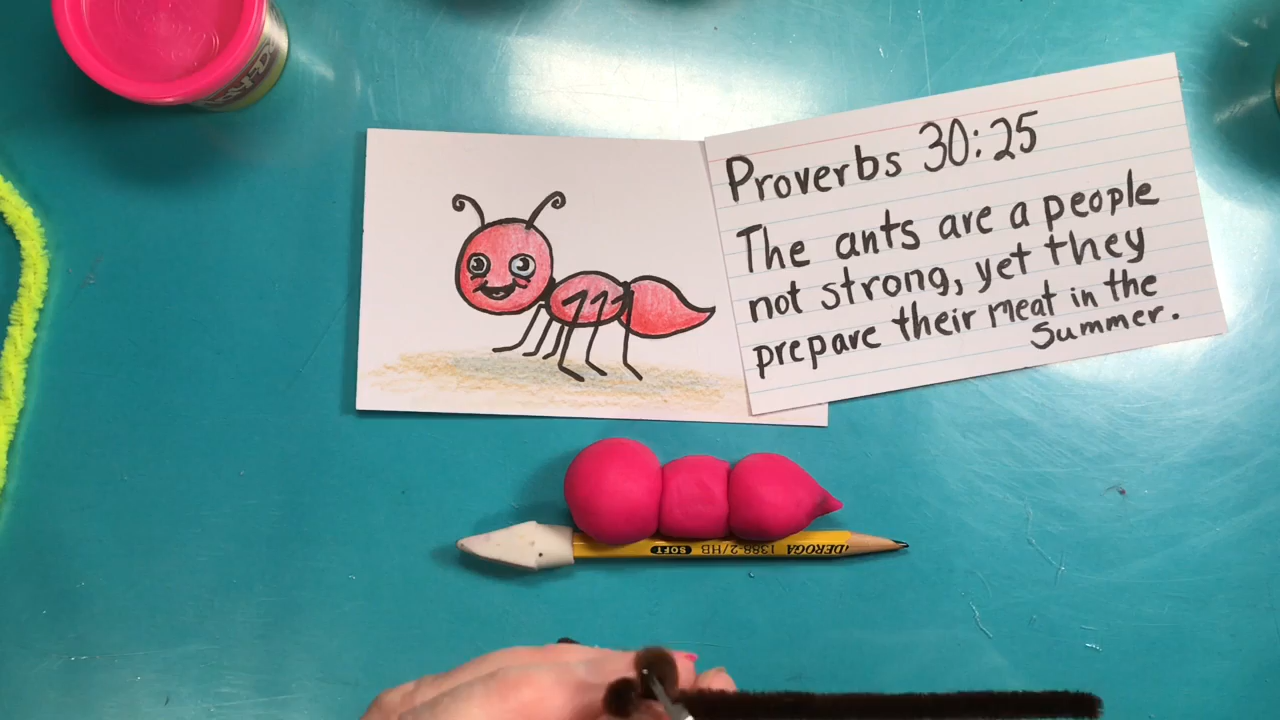 Proverbs 30:25
The ants are a people
not strong, yet they
prepare their meat in the
Summer.
DEROGA 1388-2/HB SOFT